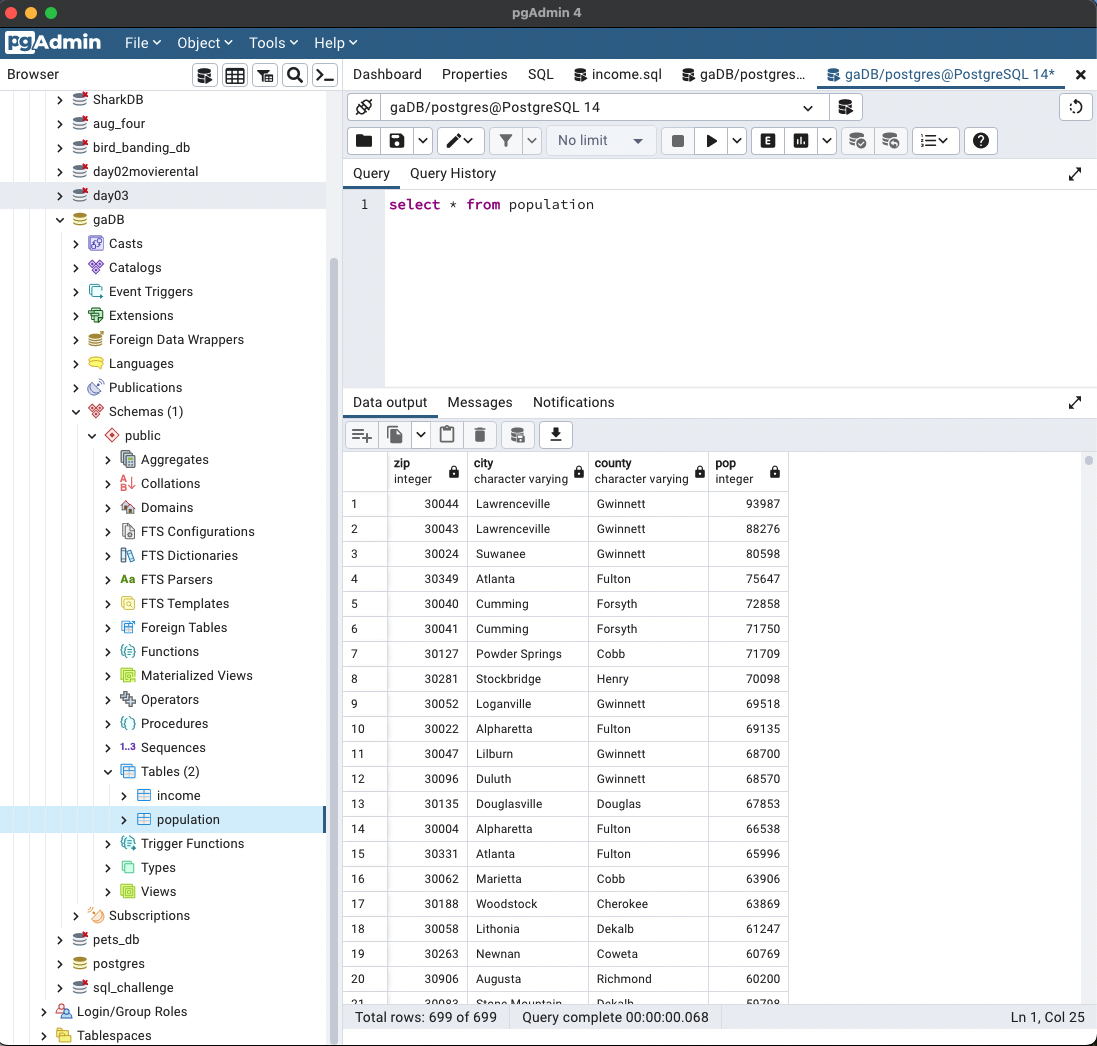 pgAdmin 4
pgAdmin File Object Tools Help
Browser
Dashboard Properties SQL income.sql gaDB/postgres... gaDB/postgres@PostgreSQL 14*
SharkDB
aug_four
bird_banding_db
day02movierental
day03
gaDB
Casts
Catalogs
Event Triggers
Extensions
Foreign Data Wrappers
Languages
Publications
Schemas (1)
public
Aggregates
Collations
Domains
FTS Configurations
FTS Dictionaries
Aa FTS Parsers
FTS Templates
Foreign Tables
Functions
Materialized Views
Operators
Procedures
1..3 Sequences
Tables (2)
income
population
Trigger Functions
Types
Views
Subscriptions
pets_db
postgres
sql_challenge
Login/Group Roles
Tablespaces
gaDB/postgres@PostgreSQL 14
No limit E
Query Query History
1 select * from population
Data output Messages Notifications
zip city county pop
integer character varying character varying integer
1 30044 Lawrenceville Gwinnett 93987
2 30043 Lawrenceville Gwinnett 88276
3 30024 Suwanee Gwinnett 80598
4 30349 Atlanta Fulton 75647
5 30040 Cumming Forsyth 72858
6 30041 Cumming Forsyth 71750
7 30127 Powder Springs Cobb 71709
8 30281 Stockbridge Henry 70098
9 30052 Loganville Gwinnett 69518
10 30022 Alpharetta Fulton 69135
11 30047 Lilburn Gwinnett 68700
12 30096 Duluth Gwinnett 68570
13 30135 Douglasville Douglas 67853
14 30004 Alpharetta Fulton 66538
15 30331 Atlanta Fulton 65996
16 30062 Marietta Cobb 63906
17 30188 Woodstock Cherokee 63869
18 30058 Lithonia Dekalb 61247
19 30263 Newnan Coweta 60769
20 30906 Augusta Richmond 60200
21 30083 Stone Mountain Dekalb
Total rows: 699 of 699 Query complete 00:00:00.068 Ln 1, Col 25